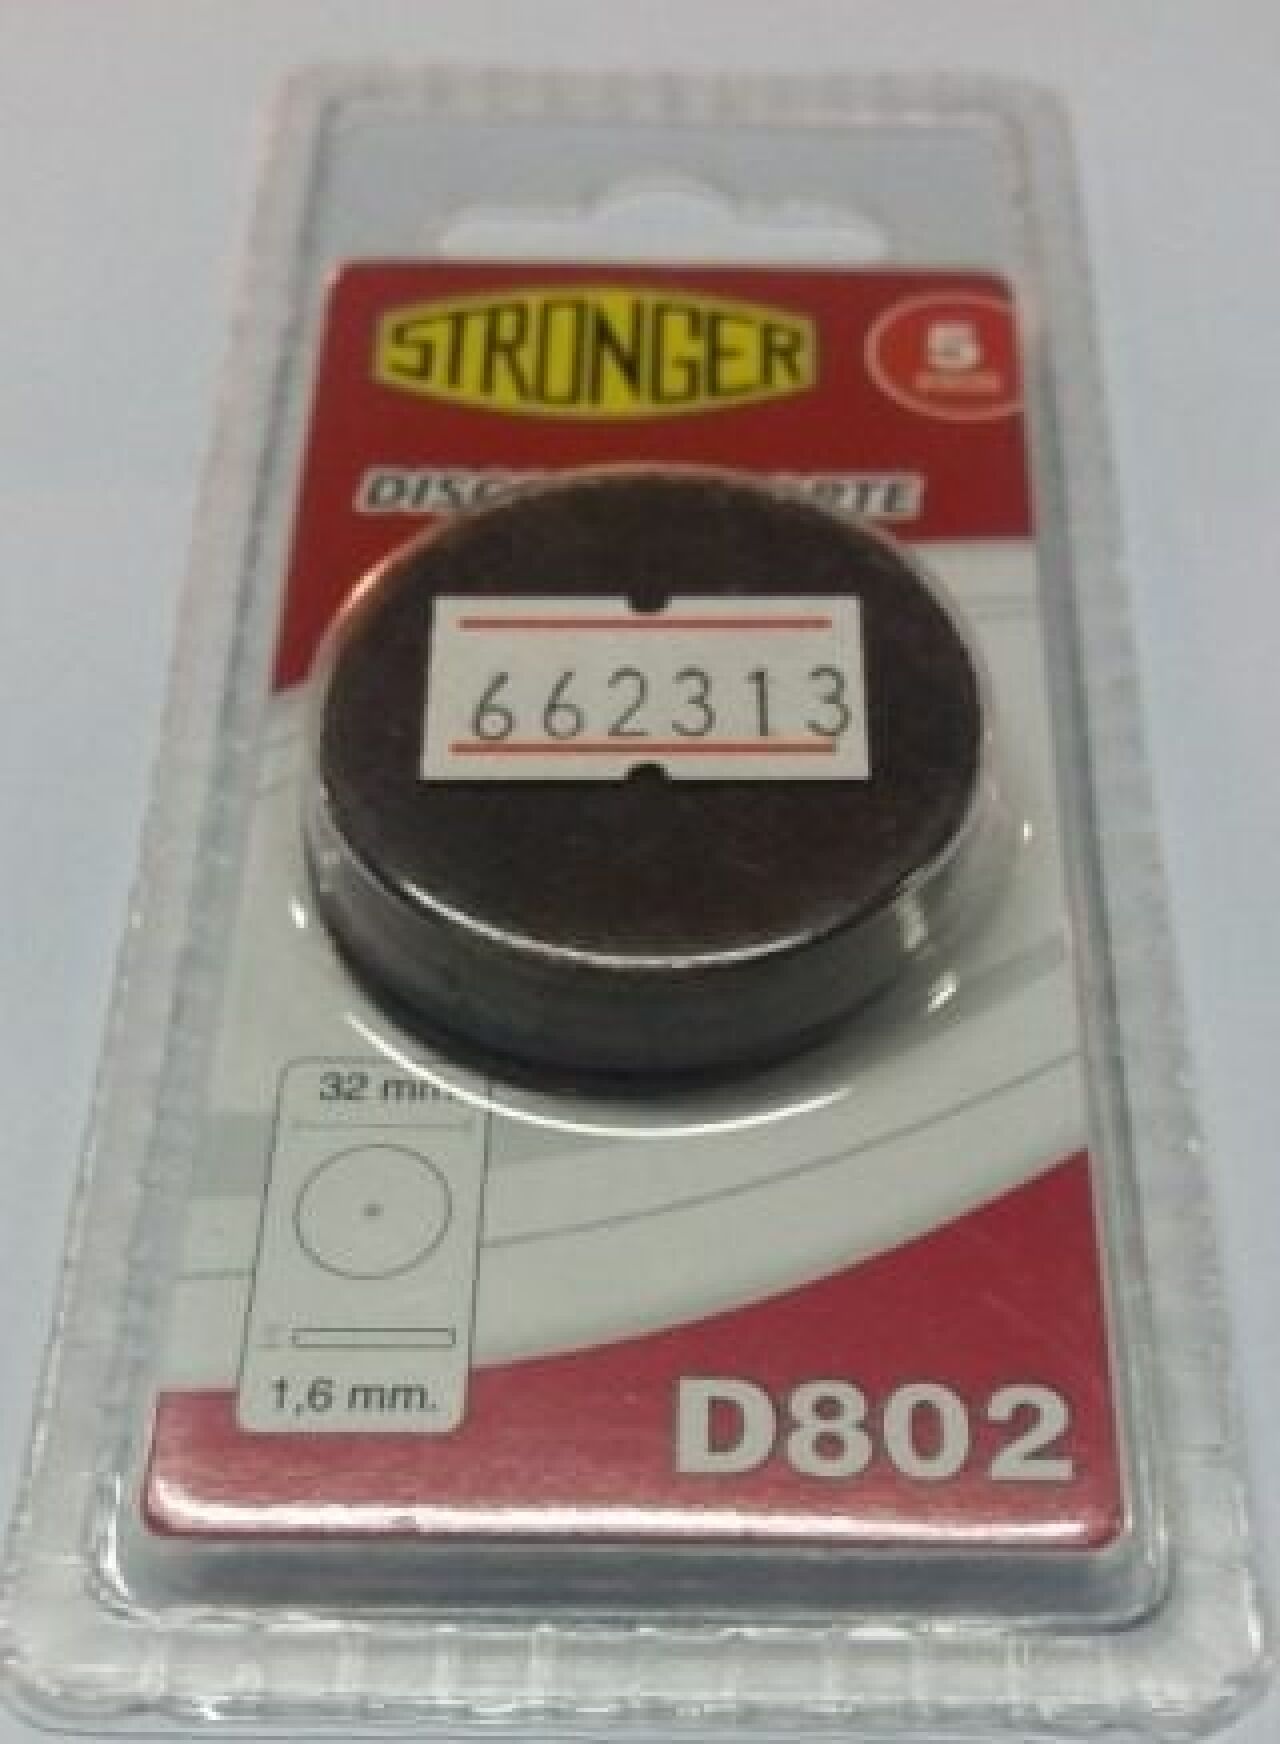 STRONGER
5
662313
32 mm.
1,6 mm.
D802